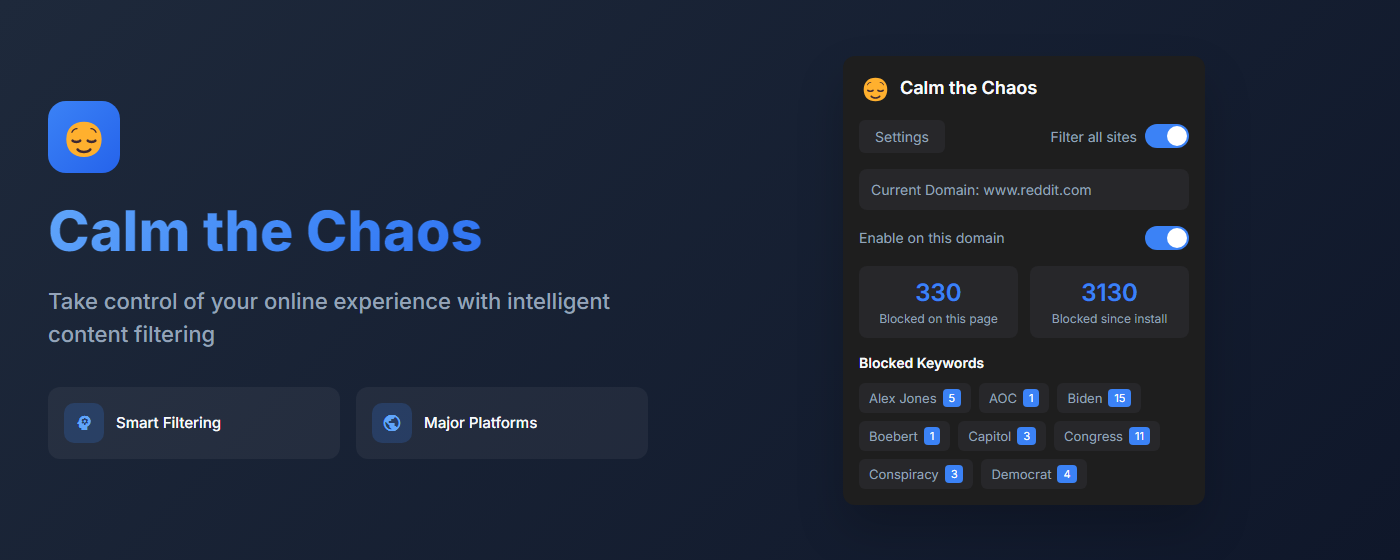 Calm the Chaos
Take control of your online experience with intelligent
content filtering
Smart Filtering
Major Platforms
Calm the Chaos
Settings
Filter all sites
Current Domain: www.reddit.com
Enable on this domain
330
Blocked on this page
3130
Blocked since install
Blocked Keywords
Alex Jones 5 AOC 1 Biden 15
Boebert 1 Capitol 3 Congress 11
Conspiracy 3 Democrat 4